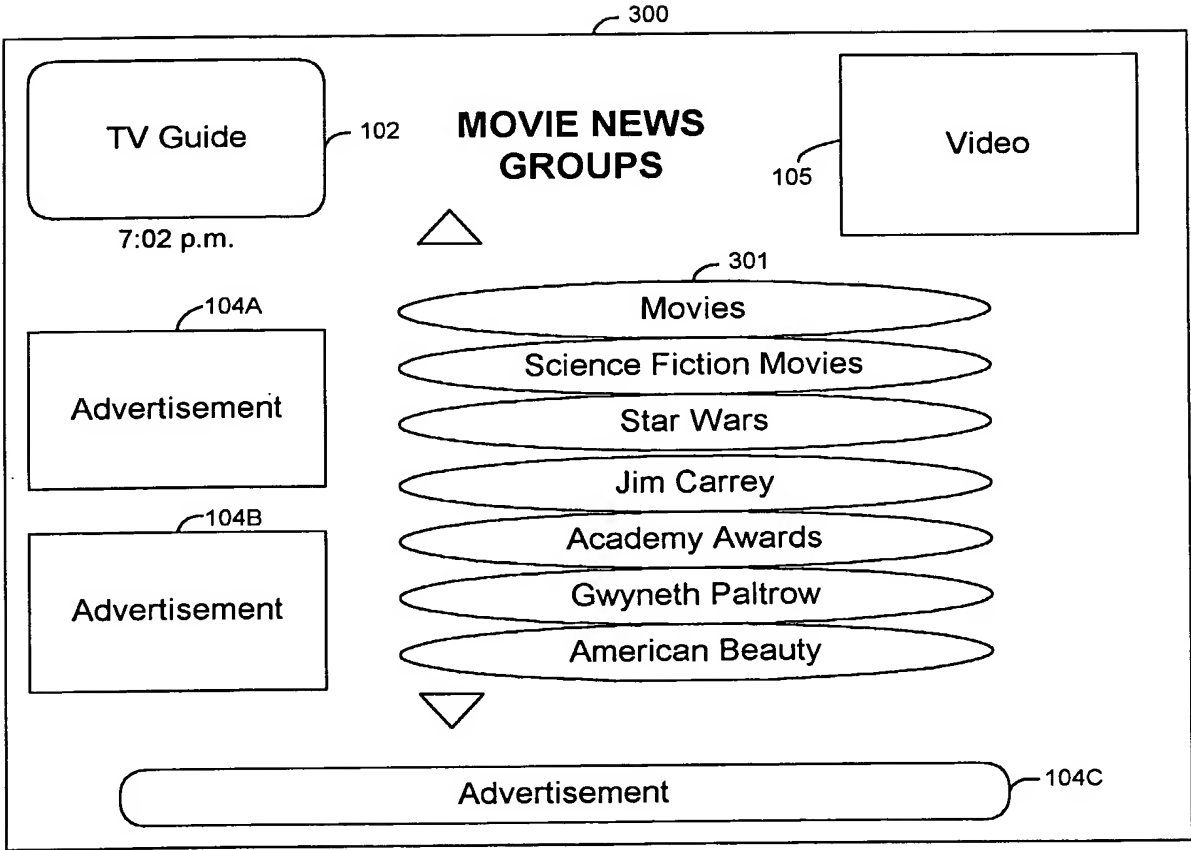 300
TV Guide
102
MOVIE NEWS
GROUPS
105
Video
7:02 p.m.
301
104A
Movies
Science Fiction Movies
Advertisement
Star Wars
Jim Carrey
104B
Academy Awards
Advertisement
Gwyneth Paltrow
American Beauty
Advertisement
104C